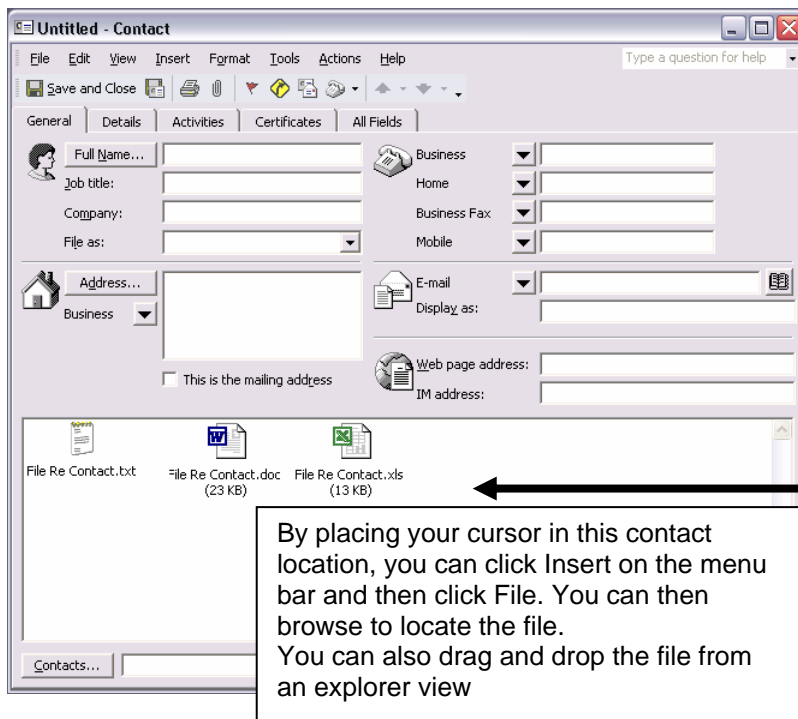 Untitled - Contact
File Edit View Insert Format Tools Actions Help Type a question for help
Save and Close
General Details Activities Certificates All Fields
Full Name... Business
Job title: Home
Company: Business Fax
File as: Mobile
Address... E-mail
Business Display as:
This is the mailing address
Web page address:
IM address:
File Re Contact.txt File Re Contact.doc File Re Contact.xls
(23 KB) (13 KB)
By placing your cursor in this contact
location, you can click Insert on the menu
bar and then click File. You can then
browse to locate the file.
You can also drag and drop the file from
an explorer view
Contacts...